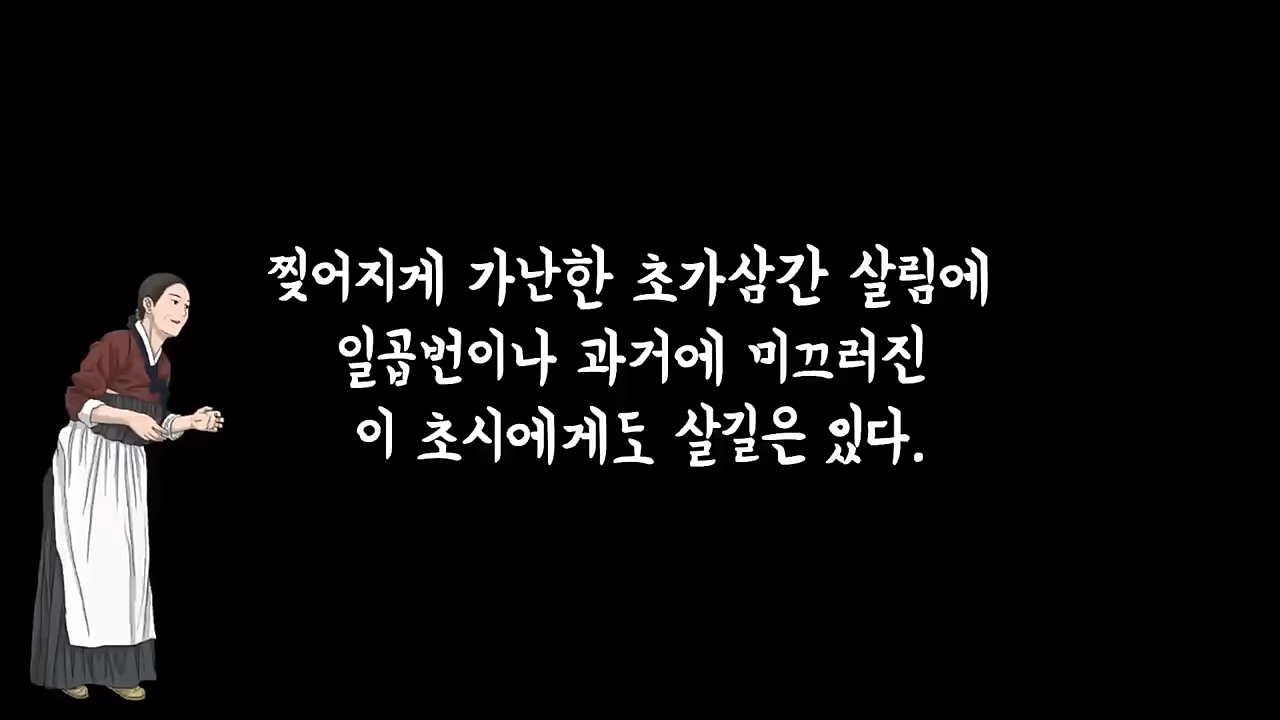 찢어지게 가난한 초가삼간 살림에
일곱번이나 과거에 미끄러진
이 초시에게도 살길은 있다.